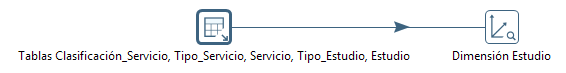 Tablas Clasificación_Servicio, Tipo_Servicio, Servicio, Tipo_Estudio, Estudio
Dimensión Estudio